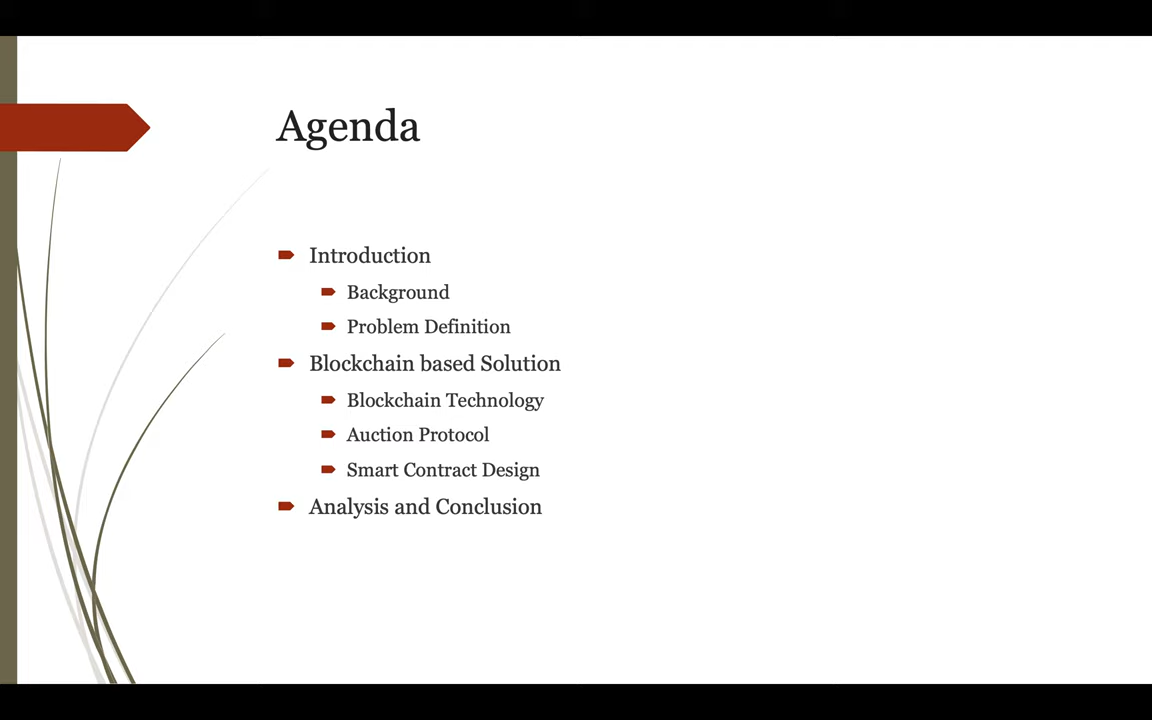 Agenda
Introduction
Background
Problem Definition
Blockchain based Solution
Blockchain Technology
Auction Protocol
Smart Contract Design
Analysis and Conclusion